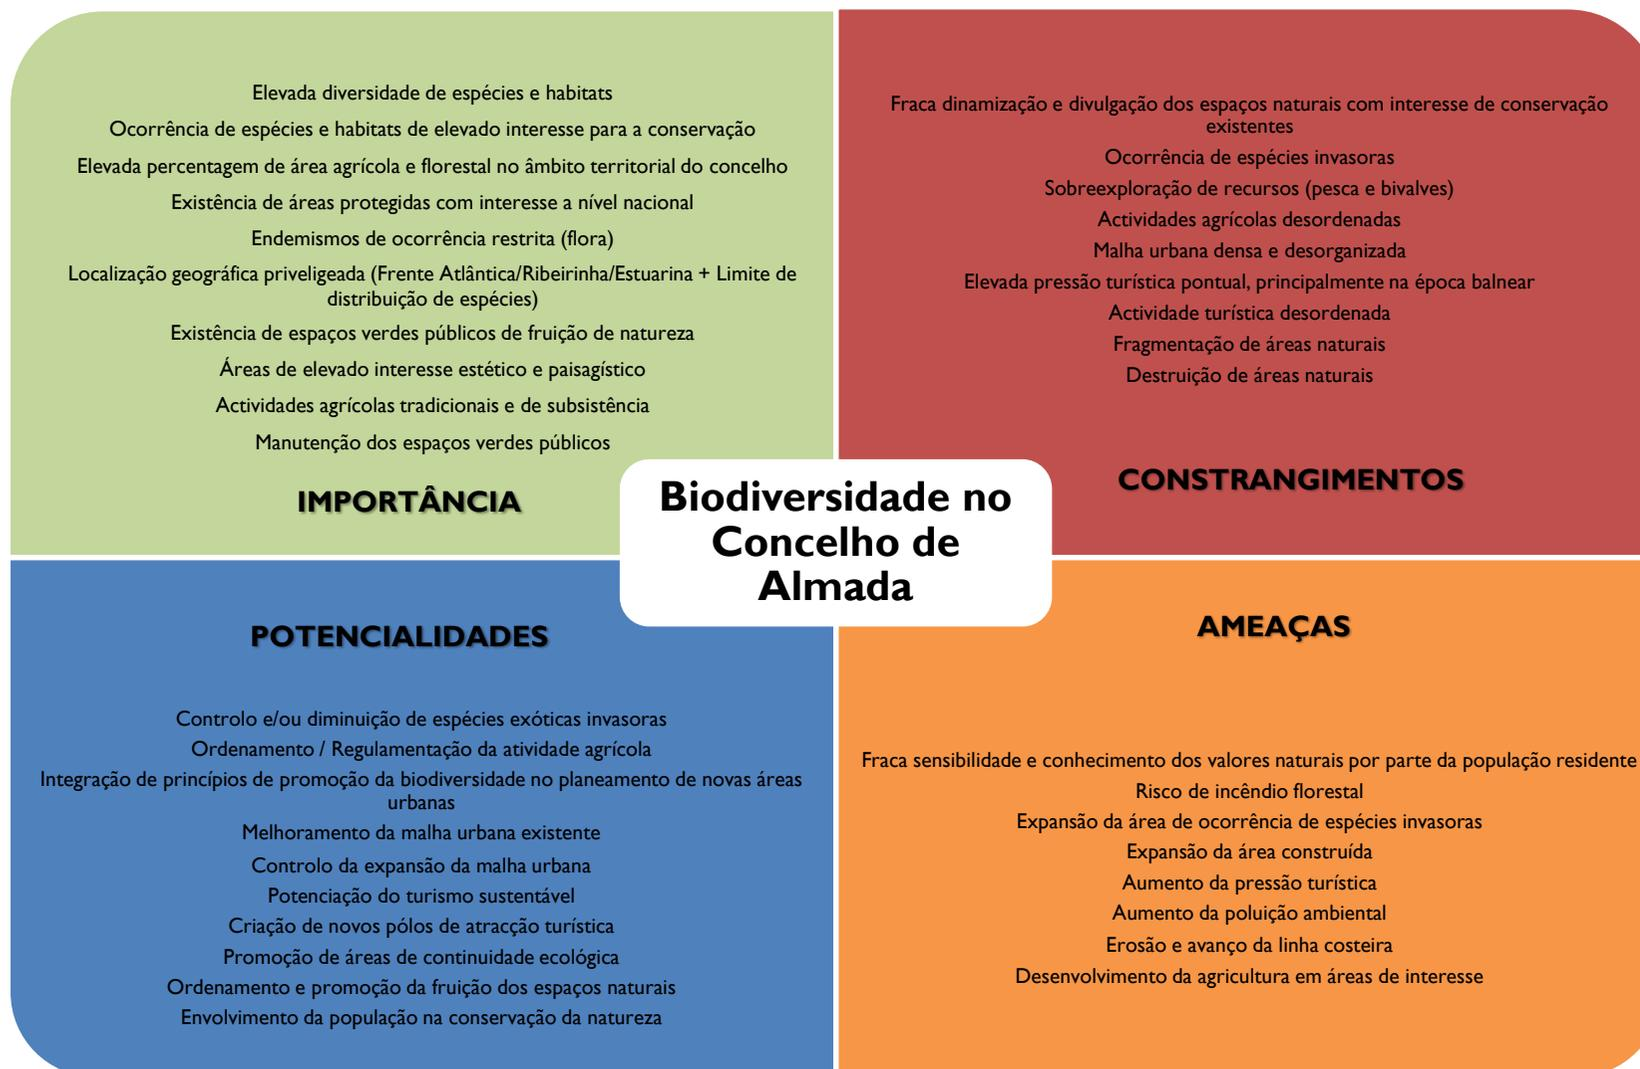 Elevada diversidade de espécies e habitats
Ocorrência de espécies e habitats de elevado interesse para a conservação
Elevada percentagem de área agrícola e florestal no âmbito territorial do concelho
Existência de áreas protegidas com interesse a nível nacional
Endemismos de ocorrência restrita (flora)
Localização geográfica priveligeada (Frente Atlântica/Ribeirinha/Estuarina + Limite de
distribuição de espécies)
Existência de espaços verdes públicos de fruição de natureza
Áreas de elevado interesse estético e paisagístico
Actividades agrícolas tradicionais e de subsistência
Manutenção dos espaços verdes públicos
IMPORTÂNCIA
Fraca dinamização e divulgação dos espaços naturais com interesse de conservação
existentes
Ocorrência de espécies invasoras
Sobreexploração de recursos (pesca e bivalves)
Actividades agrícolas desordenadas
Malha urbana densa e desorganizada
Elevada pressão turística pontual, principalmente na época balnear
Actividade turística desordenada
Fragmentação de áreas naturais
Destruição de áreas naturais
CONSTRANGIMENTOS
Biodiversidade no
Concelho de
Almada
POTENCIALIDADES
Controlo e/ou diminuição de espécies exóticas invasoras
Ordenamento / Regulamentação da atividade agrícola
Integração de princípios de promoção da biodiversidade no planeamento de novas áreas
urbanas
Melhoramento da malha urbana existente
Controlo da expansão da malha urbana
Potenciação do turismo sustentável
Criação de novos pólos de atracção turística
Promoção de áreas de continuidade ecológica
Ordenamento e promoção da fruição dos espaços naturais
Envolvimento da população na conservação da natureza
AMEAÇAS
Fraca sensibilidade e conhecimento dos valores naturais por parte da população residente
Risco de incêndio florestal
Expansão da área de ocorrência de espécies invasoras
Expansão da área construída
Aumento da pressão turística
Aumento da poluição ambiental
Erosão e avanço da linha costeira
Desenvolvimento da agricultura em áreas de interesse